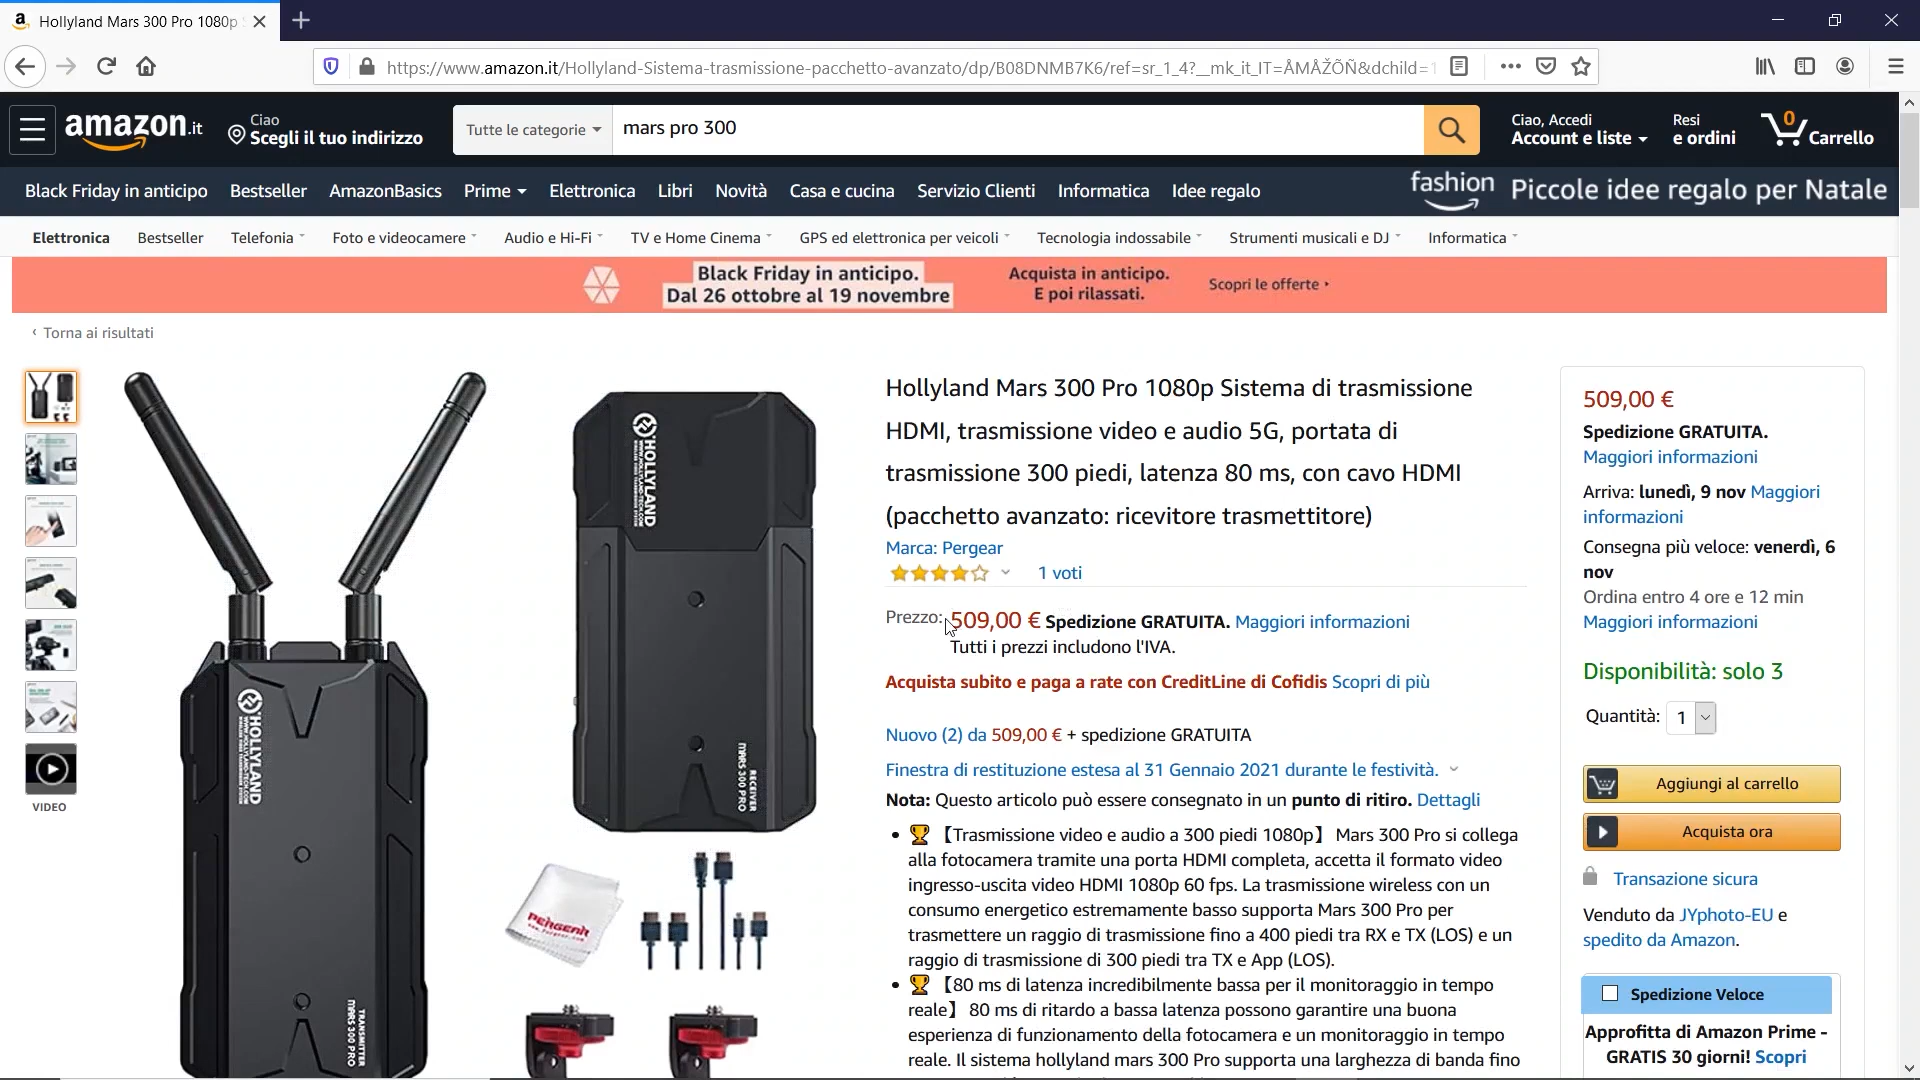 Hollyland Mars 300 Pro 1080p S
https://www.amazon.it/Hollyland-Sistema-trasmissione-pacchetto-avanzato/dp/B08DNMB7K6/ref=sr_1_4?__mk_it_IT=ÅMÅŽÕÑ&dchild=1
amazon.it
Ciao
Scegli il tuo indirizzo
Tutte le categorie
mars pro 300
Ciao, Accedi
Account e liste
Resi
e ordini
0
Carrello
Black Friday in anticipo
Bestseller
AmazonBasics
Prime
Elettronica
Libri
Novità
Casa e cucina
Servizio Clienti
Informatica
Idee regalo
fashion
Piccole idee regalo per Natale
Elettronica
Bestseller
Telefonia
Foto e videocamere
Audio e Hi-Fi
TV e Home Cinema
GPS ed elettronica per veicoli
Tecnologia indossabile
Strumenti musicali e DJ
Informatica
Black Friday in anticipo.
Dal 26 ottobre al 19 novembre
Acquista in anticipo.
E poi rilassati.
Scopri le offerte ›
‹ Torna ai risultati
VIDEO
HOLLYLAND
WWW.HOLLYLAND-TECH.COM
TRANSMITTER
MARS 300 PRO
HOLLYLAND
WWW.HOLLYLAND-TECH.COM
RECEIVER
MARS 300 PRO
PERGEAR
Hollyland Mars 300 Pro 1080p Sistema di trasmissione
HDMI, trasmissione video e audio 5G, portata di
trasmissione 300 piedi, latenza 80 ms, con cavo HDMI
(pacchetto avanzato: ricevitore trasmettitore)
Marca: Pergear
1 voti
Prezzo: 509,00 € Spedizione GRATUITA. Maggiori informazioni
Tutti i prezzi includono l'IVA.
Acquista subito e paga a rate con CreditLine di Cofidis Scopri di più
Nuovo (2) da 509,00 € + spedizione GRATUITA
Finestra di restituzione estesa al 31 Gennaio 2021 durante le festività.
Nota: Questo articolo può essere consegnato in un punto di ritiro. Dettagli
• 🏆【Trasmissione video e audio a 300 piedi 1080p】 Mars 300 Pro si collega
alla fotocamera tramite una porta HDMI completa, accetta il formato video
ingresso-uscita video HDMI 1080p 60 fps. La trasmissione wireless con un
consumo energetico estremamente basso supporta Mars 300 Pro per
trasmettere un raggio di trasmissione fino a 400 piedi tra RX e TX (LOS) e un
raggio di trasmissione di 300 piedi tra TX e App (LOS).
• 🏆【80 ms di latenza incredibilmente bassa per il monitoraggio in tempo
reale】 80 ms di ritardo a bassa latenza possono garantire una buona
esperienza di funzionamento della fotocamera e un monitoraggio in tempo
reale. Il sistema hollyland mars 300 Pro supporta una larghezza di banda fino
509,00 €
Spedizione GRATUITA.
Maggiori informazioni
Arriva: lunedì, 9 nov Maggiori
informazioni
Consegna più veloce: venerdì, 6
nov
Ordina entro 4 ore e 12 min
Maggiori informazioni
Disponibilità: solo 3
Quantità: 1
Aggiungi al carrello
Acquista ora
Transazione sicura
Venduto da JYphoto-EU e
spedito da Amazon.
Spedizione Veloce
Approfitta di Amazon Prime -
GRATIS 30 giorni! Scopri